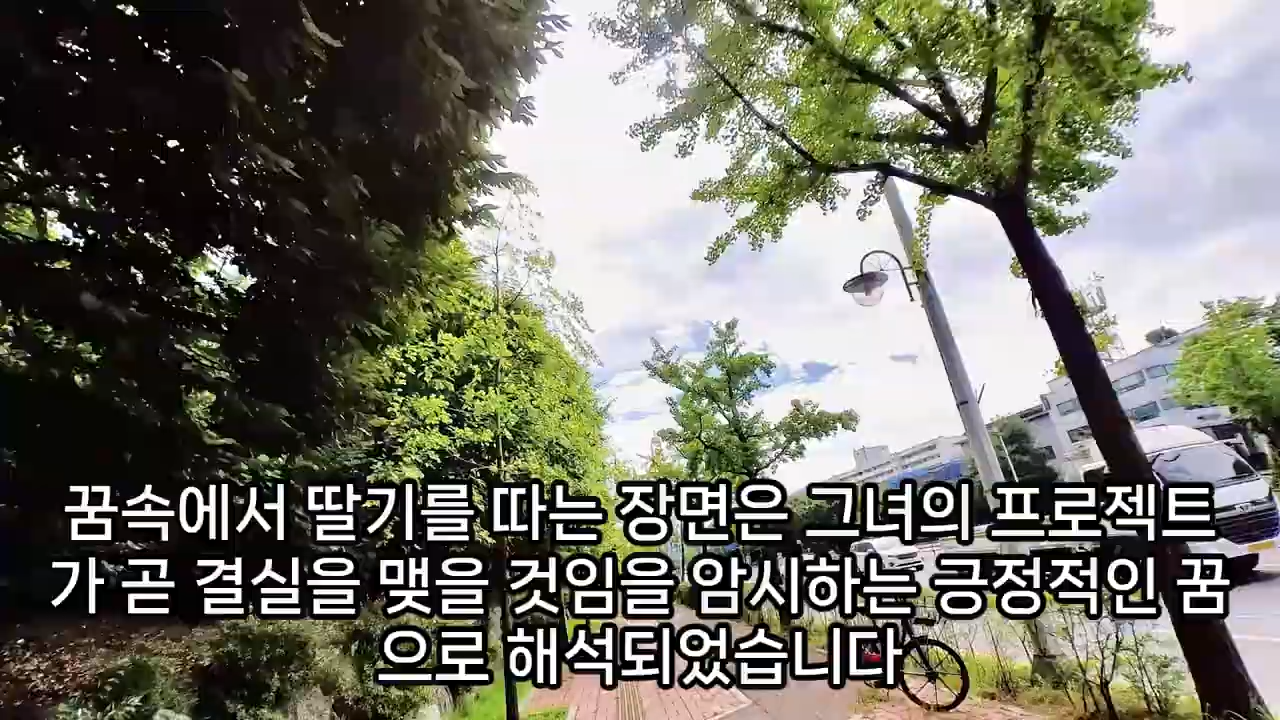 꿈속에서 딸기를 따는 장면은 그녀의 프로젝트
가 곧 결실을 맺을 것임을 암시하는 긍정적인 꿈
으로 해석되었습니다